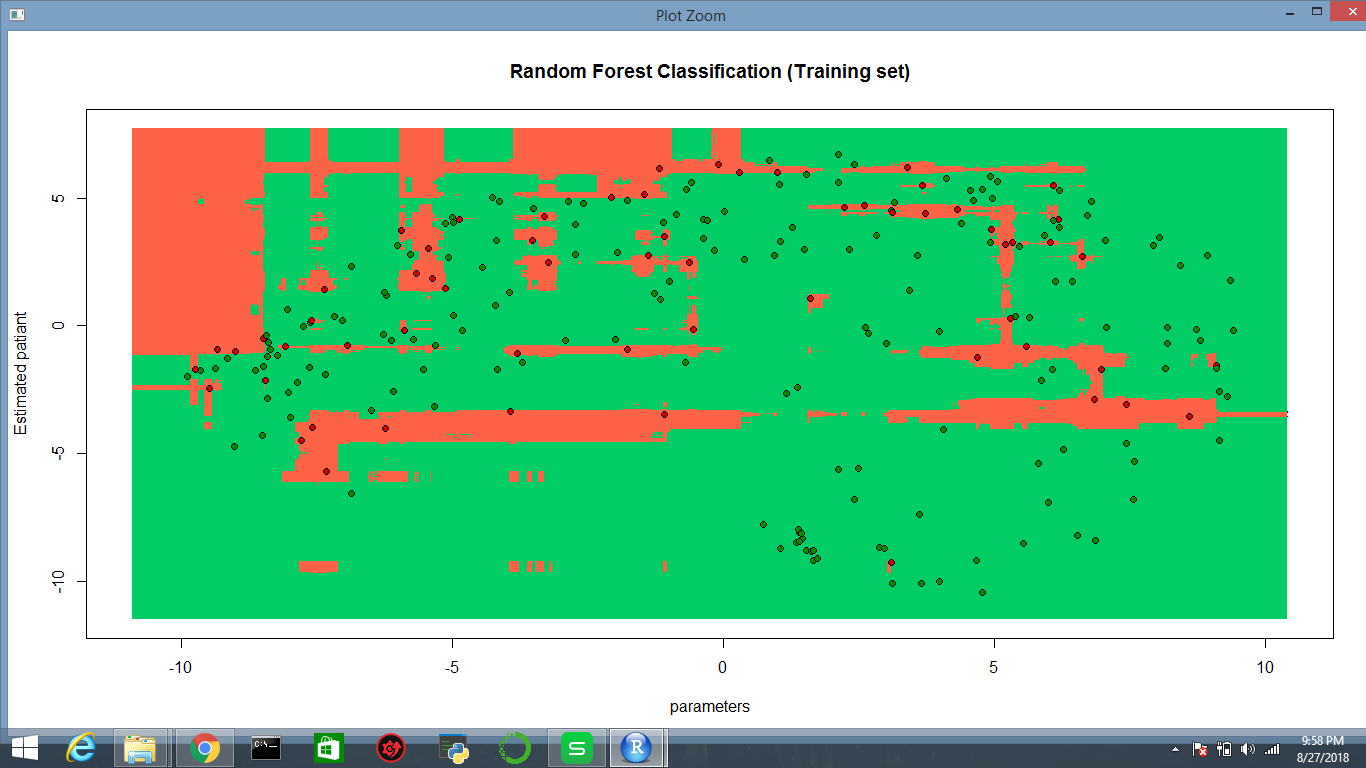 Plot Zoom
Random Forest Classification (Training set)
Estimated patiant
5
0
-5
-10
-10
-5
0
5
10
parameters
C:\_
S
R
9:58 PM
8/27/2018